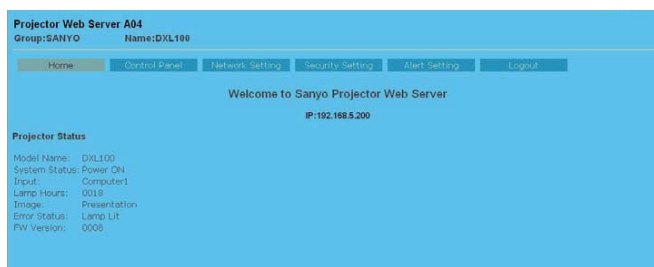 Projector Web Server A04
Group:SANYO Name:DXL100
Home Control Panel Network Setting Security Setting Alert Setting Logout
Welcome to Sanyo Projector Web Server
IP:192.168.5.200
Projector Status
Model Name: DXL100
System Status: Power ON
Input: Computer1
Lamp Hours: 0018
Image: Presentation
Error Status: Lamp Lit
FW Version: 0008